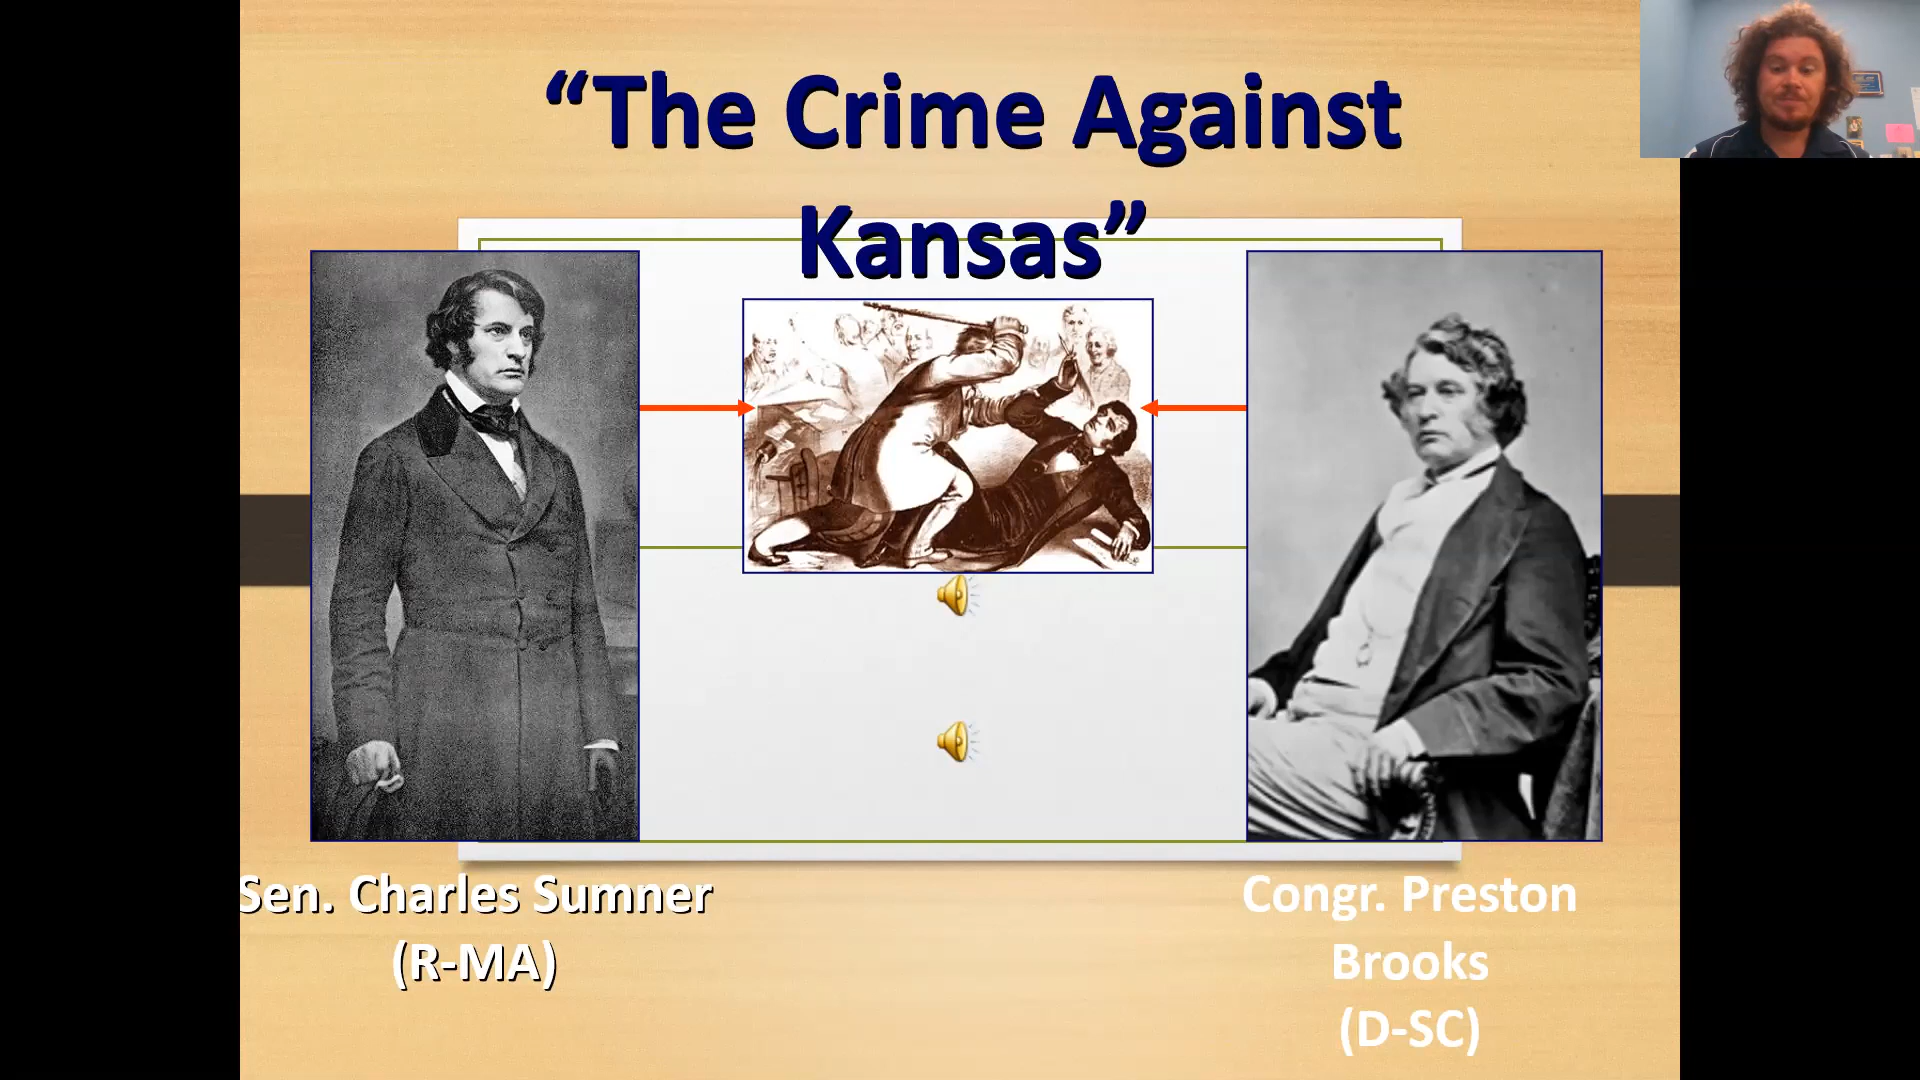 “The Crime Against
Kansas”
Sen. Charles Sumner
(R-MA)
Congr. Preston
Brooks
(D-SC)